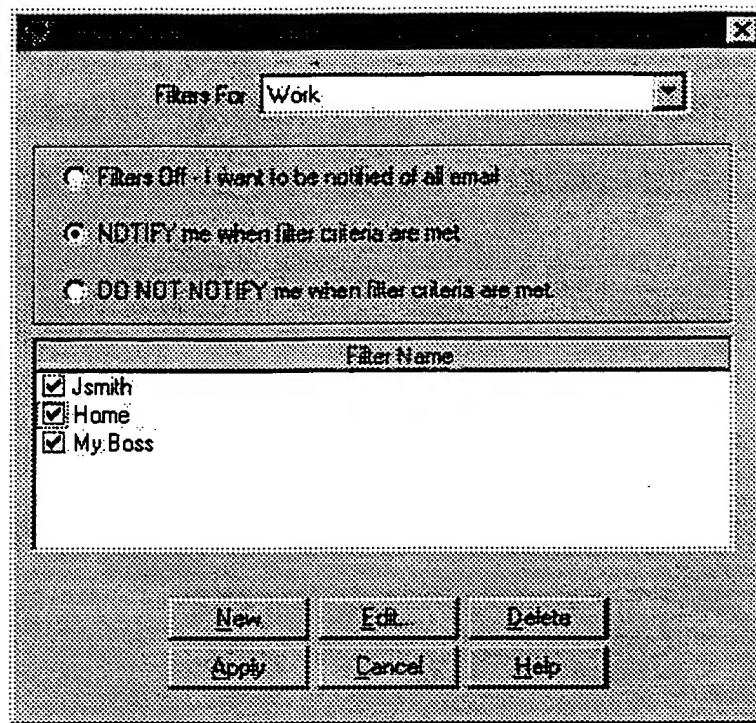 Filters For Work
Filters Off - I want to be notified of all email
NOTIFY me when filter criteria are met
DO NOT NOTIFY me when filter criteria are met.
Filter Name
Jsmith
Home
My Boss
New Edit... Delete
Apply Cancel Help